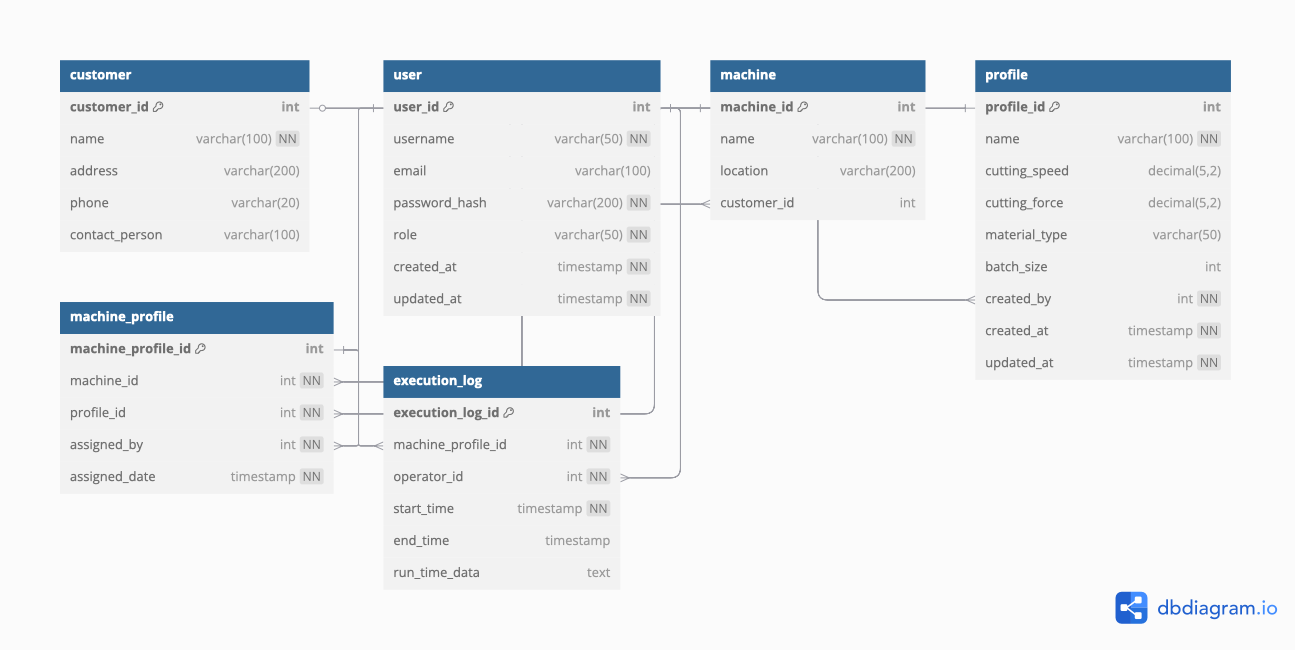 customer
customer_id int
name varchar(100) NN
address varchar(200)
phone varchar(20)
contact_person varchar(100)
user
user_id int
username varchar(50) NN
email varchar(100)
password_hash varchar(200) NN
role varchar(50) NN
created_at timestamp NN
updated_at timestamp NN
machine
machine_id int
name varchar(100) NN
location varchar(200)
customer_id int
profile
profile_id int
name varchar(100) NN
cutting_speed decimal(5,2)
cutting_force decimal(5,2)
material_type varchar(50)
batch_size int
created_by int NN
created_at timestamp NN
updated_at timestamp NN
machine_profile
machine_profile_id int
machine_id int NN
profile_id int NN
assigned_by int NN
assigned_date timestamp NN
execution_log
execution_log_id int
machine_profile_id int NN
operator_id int NN
start_time timestamp NN
end_time timestamp
run_time_data text
dbdiagram.io